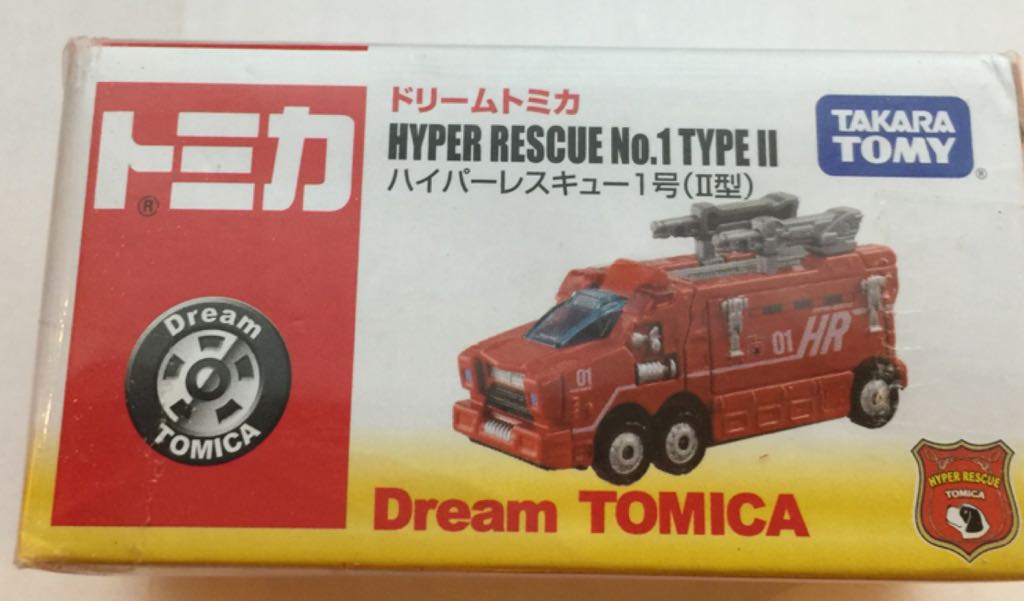 トミカ
®
Dream
TOMICA
ドリームトミカ
HYPER RESCUE No.1 TYPE II
ハイパーレスキュー1号(II型)
TAKARA
TOMY
®
01
01 HR
Dream TOMICA
HYPER RESCUE
TOMICA